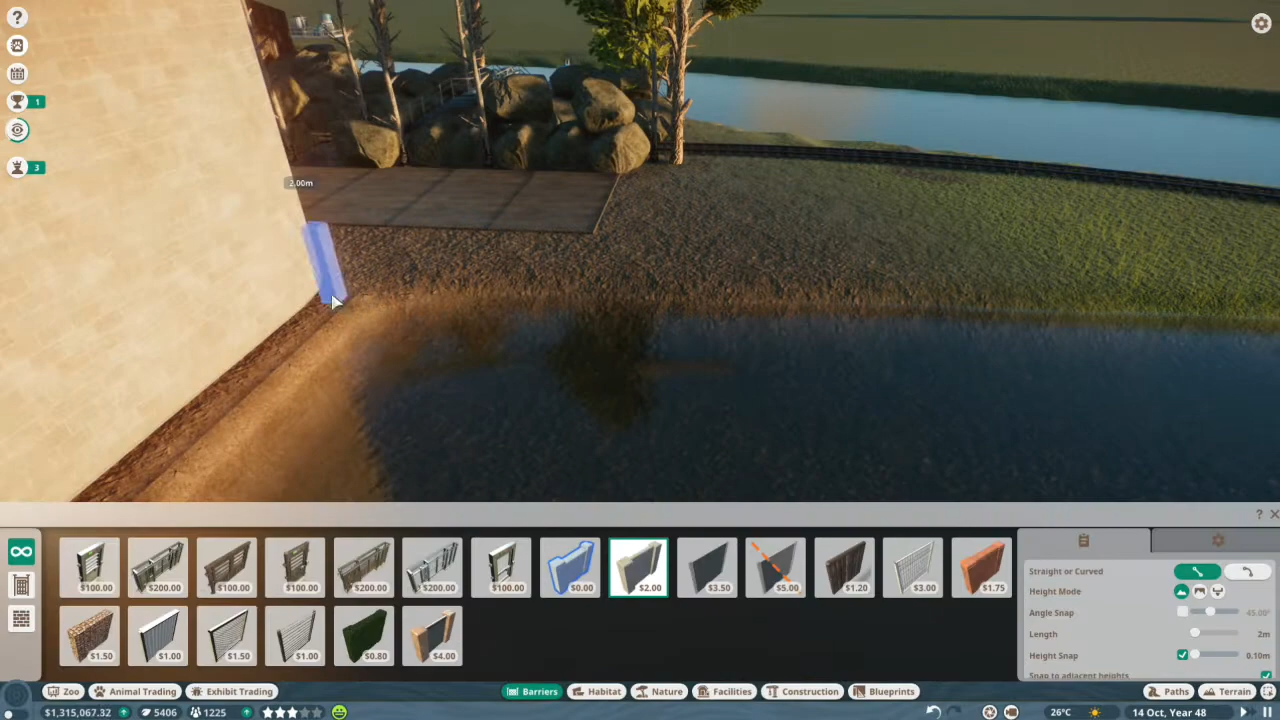 ?
1
3
2.00m
? ×
$100.00 $200.00 $100.00 $100.00 $200.00 $200.00 $100.00 $0.00 $2.00 $3.50 $5.00 $1.20 $3.00 $1.75
$1.50 $1.00 $1.50 $1.00 $0.80 $4.00
Straight or Curved
Height Mode
Angle Snap 45.00°
Length 2m
Height Snap 0.10m
Snap to adjacent heights
Zoo Animal Trading Exhibit Trading Barriers Habitat Nature Facilities Construction Blueprints Paths Terrain
$1,315,067.32 5406 1225 26°C 14 Oct, Year 48